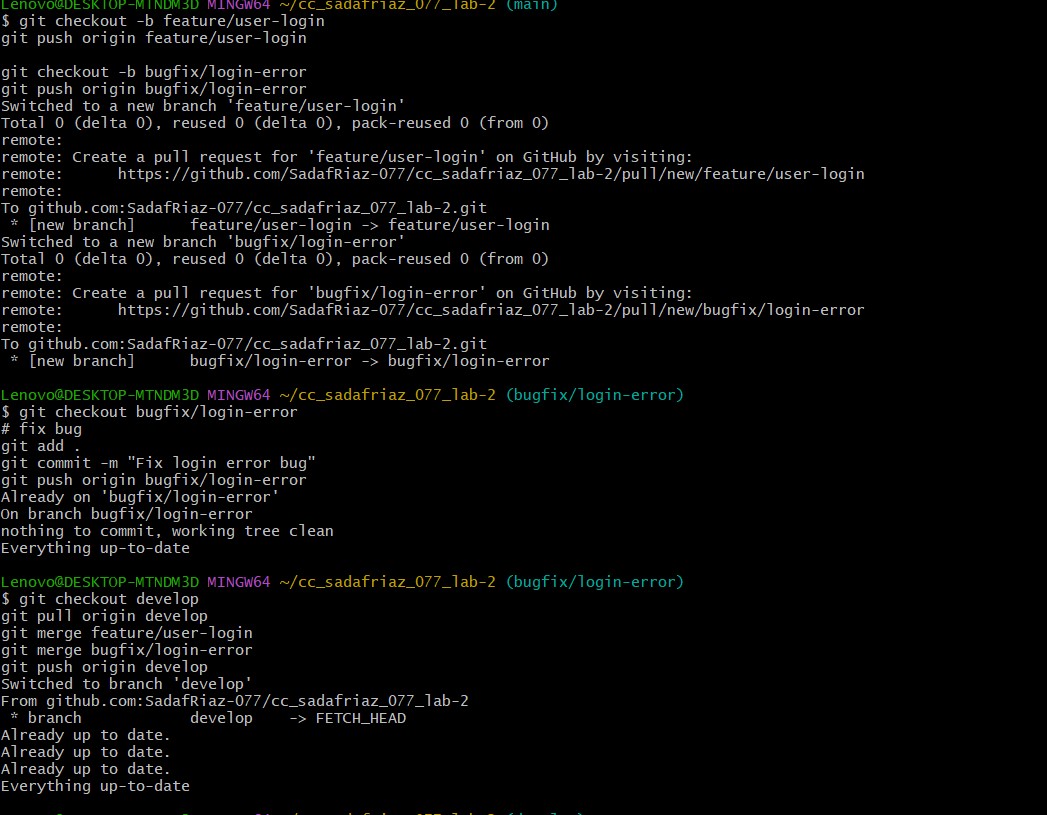 Lenovo@DESKTOP-MTNDM3D MINGW64 ~/cc_sadafriaz_077_lab-2 (main)
$ git checkout -b feature/user-login
git push origin feature/user-login

git checkout -b bugfix/login-error
git push origin bugfix/login-error
Switched to a new branch 'feature/user-login'
Total 0 (delta 0), reused 0 (delta 0), pack-reused 0 (from 0)
remote:
remote: Create a pull request for 'feature/user-login' on GitHub by visiting:
remote:      https://github.com/SadafRiaz-077/cc_sadafriaz_077_lab-2/pull/new/feature/user-login
remote:
To github.com:SadafRiaz-077/cc_sadafriaz_077_lab-2.git
 * [new branch]      feature/user-login -> feature/user-login
Switched to a new branch 'bugfix/login-error'
Total 0 (delta 0), reused 0 (delta 0), pack-reused 0 (from 0)
remote:
remote: Create a pull request for 'bugfix/login-error' on GitHub by visiting:
remote:      https://github.com/SadafRiaz-077/cc_sadafriaz_077_lab-2/pull/new/bugfix/login-error
remote:
To github.com:SadafRiaz-077/cc_sadafriaz_077_lab-2.git
 * [new branch]      bugfix/login-error -> bugfix/login-error

Lenovo@DESKTOP-MTNDM3D MINGW64 ~/cc_sadafriaz_077_lab-2 (bugfix/login-error)
$ git checkout bugfix/login-error
# fix bug
git add .
git commit -m "Fix login error bug"
git push origin bugfix/login-error
Already on 'bugfix/login-error'
On branch bugfix/login-error
nothing to commit, working tree clean
Everything up-to-date

Lenovo@DESKTOP-MTNDM3D MINGW64 ~/cc_sadafriaz_077_lab-2 (bugfix/login-error)
$ git checkout develop
git pull origin develop
git merge feature/user-login
git merge bugfix/login-error
git push origin develop
Switched to branch 'develop'
From github.com:SadafRiaz-077/cc_sadafriaz_077_lab-2
 * branch            develop    -> FETCH_HEAD
Already up to date.
Already up to date.
Already up to date.
Everything up-to-date